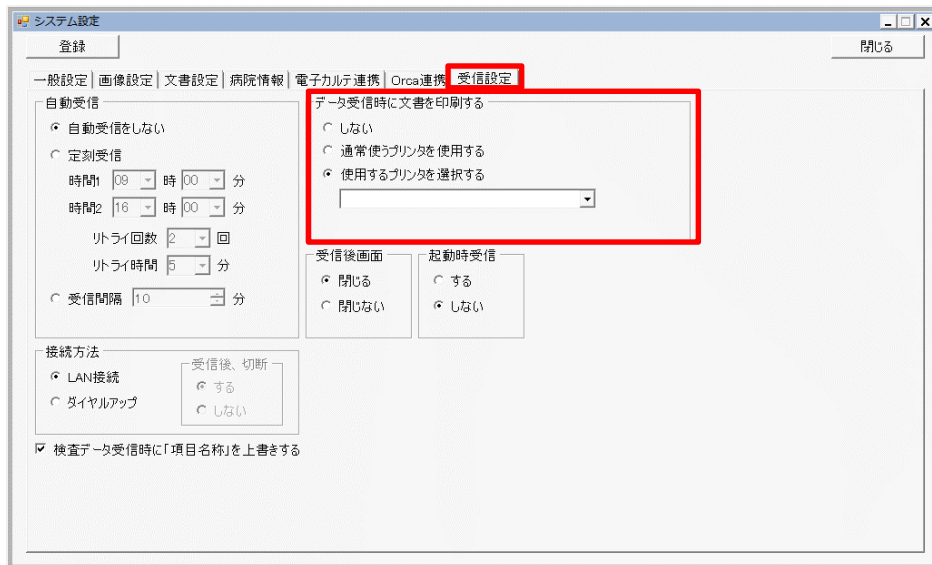 システム設定
登録
閉じる
一般設定 画像設定 文書設定 病院情報 電子カルテ連携 Orca連携 受信設定
自動受信
自動受信をしない
定刻受信
時間1 09 時 00 分
時間2 16 時 00 分
リトライ回数 2 回
リトライ時間 5 分
受信間隔 10 分
データ受信時に文書を印刷する
しない
通常使うプリンタを使用する
使用するプリンタを選択する
受信後画面
閉じる
閉じない
起動時受信
する
しない
接続方法
LAN接続
ダイヤルアップ
受信後、切断
する
しない
検査データ受信時に「項目名称」を上書きする